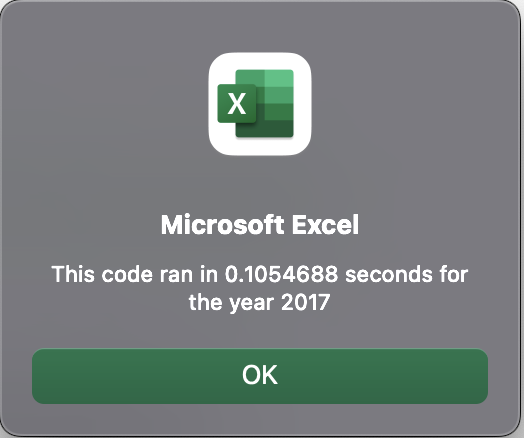 X
Microsoft Excel
This code ran in 0.1054688 seconds for
the year 2017
OK